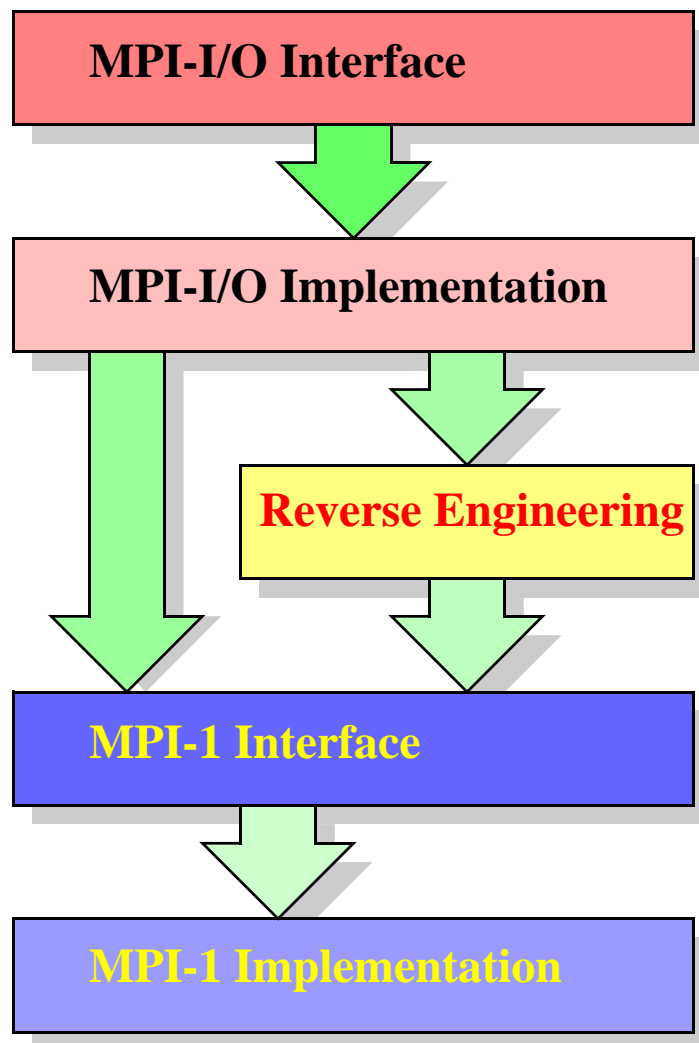 MPI-I/O Interface
MPI-I/O Implementation
Reverse Engineering
MPI-1 Interface
MPI-1 Implementation